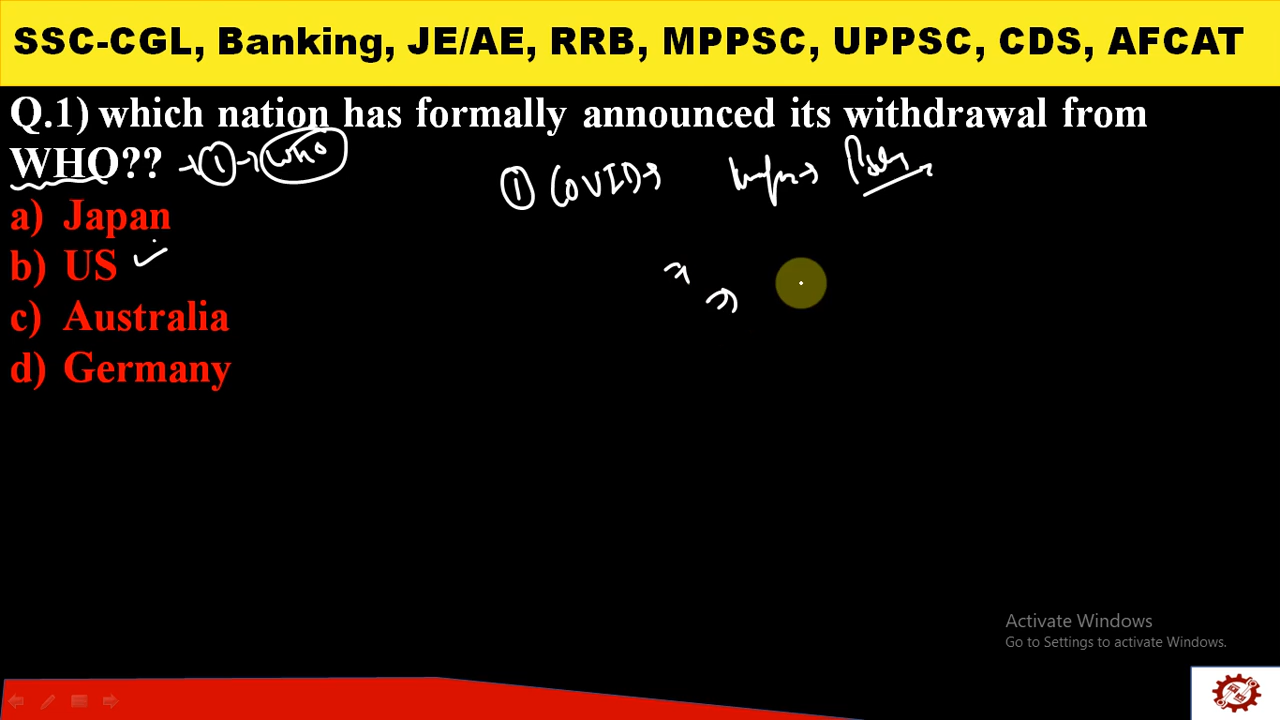 SSC-CGL, Banking, JE/AE, RRB, MPPSC, UPPSC, CDS, AFCAT
Q.1) which nation has formally announced its withdrawal from
WHO?? → 1 → who
1 COVID →
a) Japan
b) US
c) Australia
d) Germany
Activate Windows
Go to Settings to activate Windows.